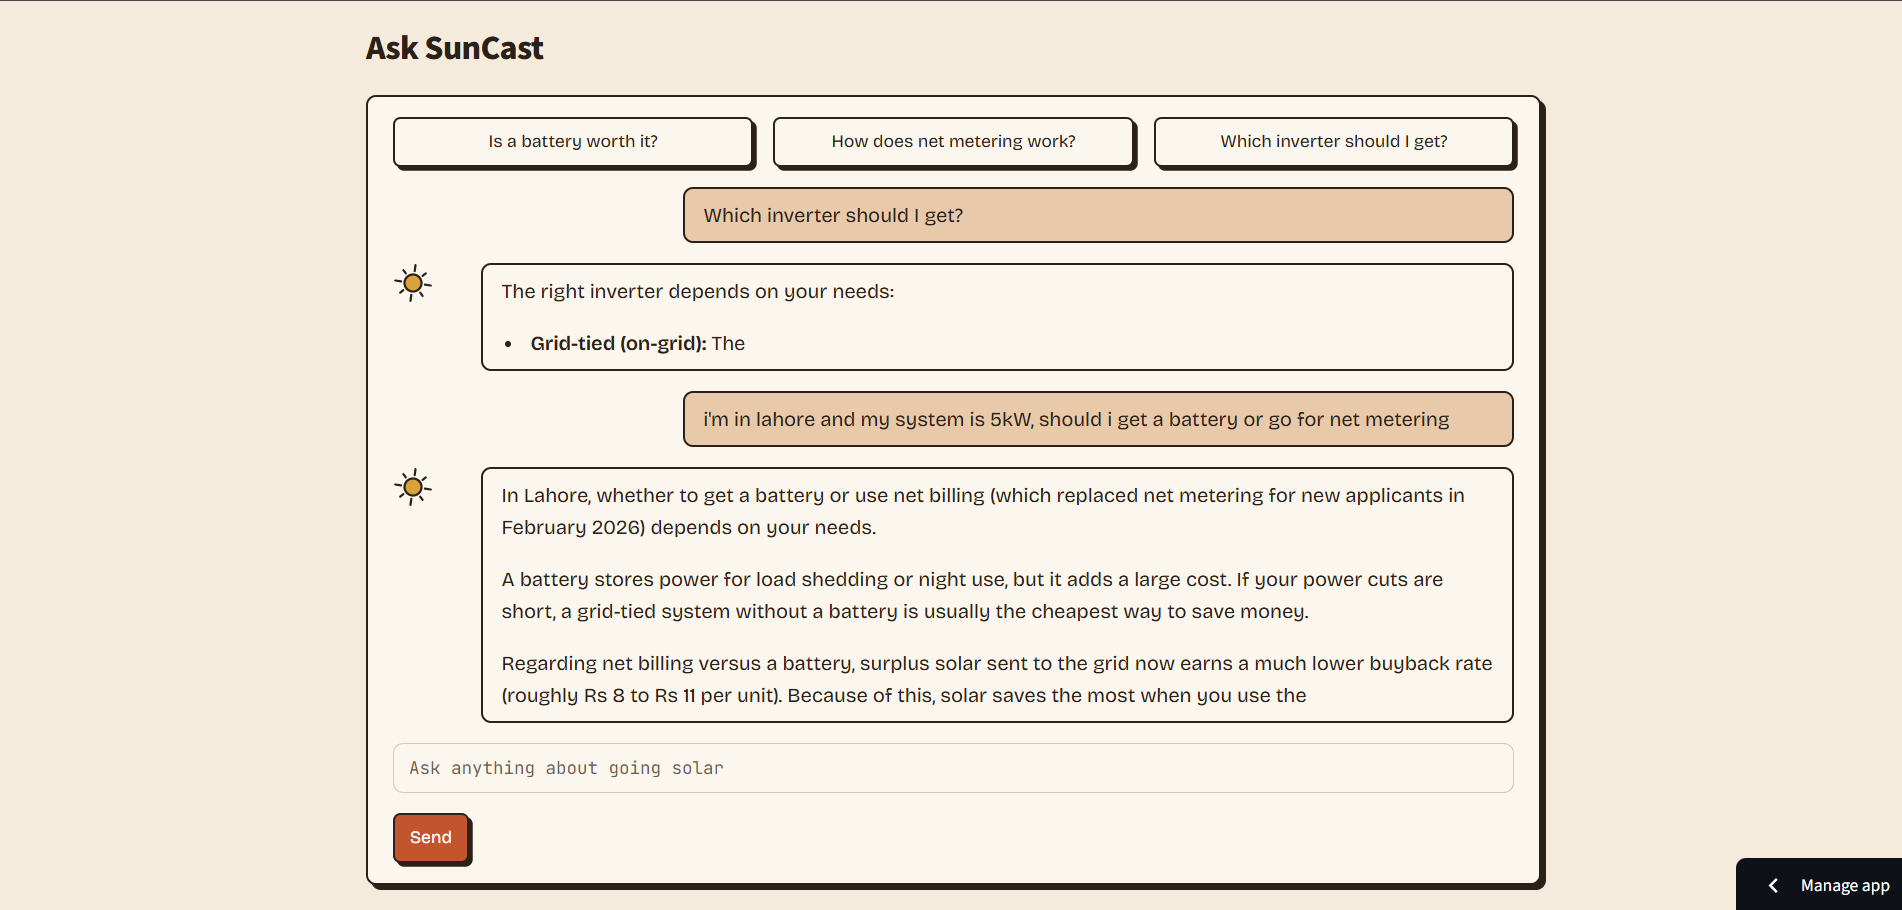 Ask SunCast
Is a battery worth it?
How does net metering work?
Which inverter should I get?
Which inverter should I get?
The right inverter depends on your needs:
• Grid-tied (on-grid): The
i'm in lahore and my system is 5kW, should i get a battery or go for net metering
In Lahore, whether to get a battery or use net billing (which replaced net metering for new applicants in
February 2026) depends on your needs.
A battery stores power for load shedding or night use, but it adds a large cost. If your power cuts are
short, a grid-tied system without a battery is usually the cheapest way to save money.
Regarding net billing versus a battery, surplus solar sent to the grid now earns a much lower buyback rate
(roughly Rs 8 to Rs 11 per unit). Because of this, solar saves the most when you use the
Ask anything about going solar
Send
Manage app